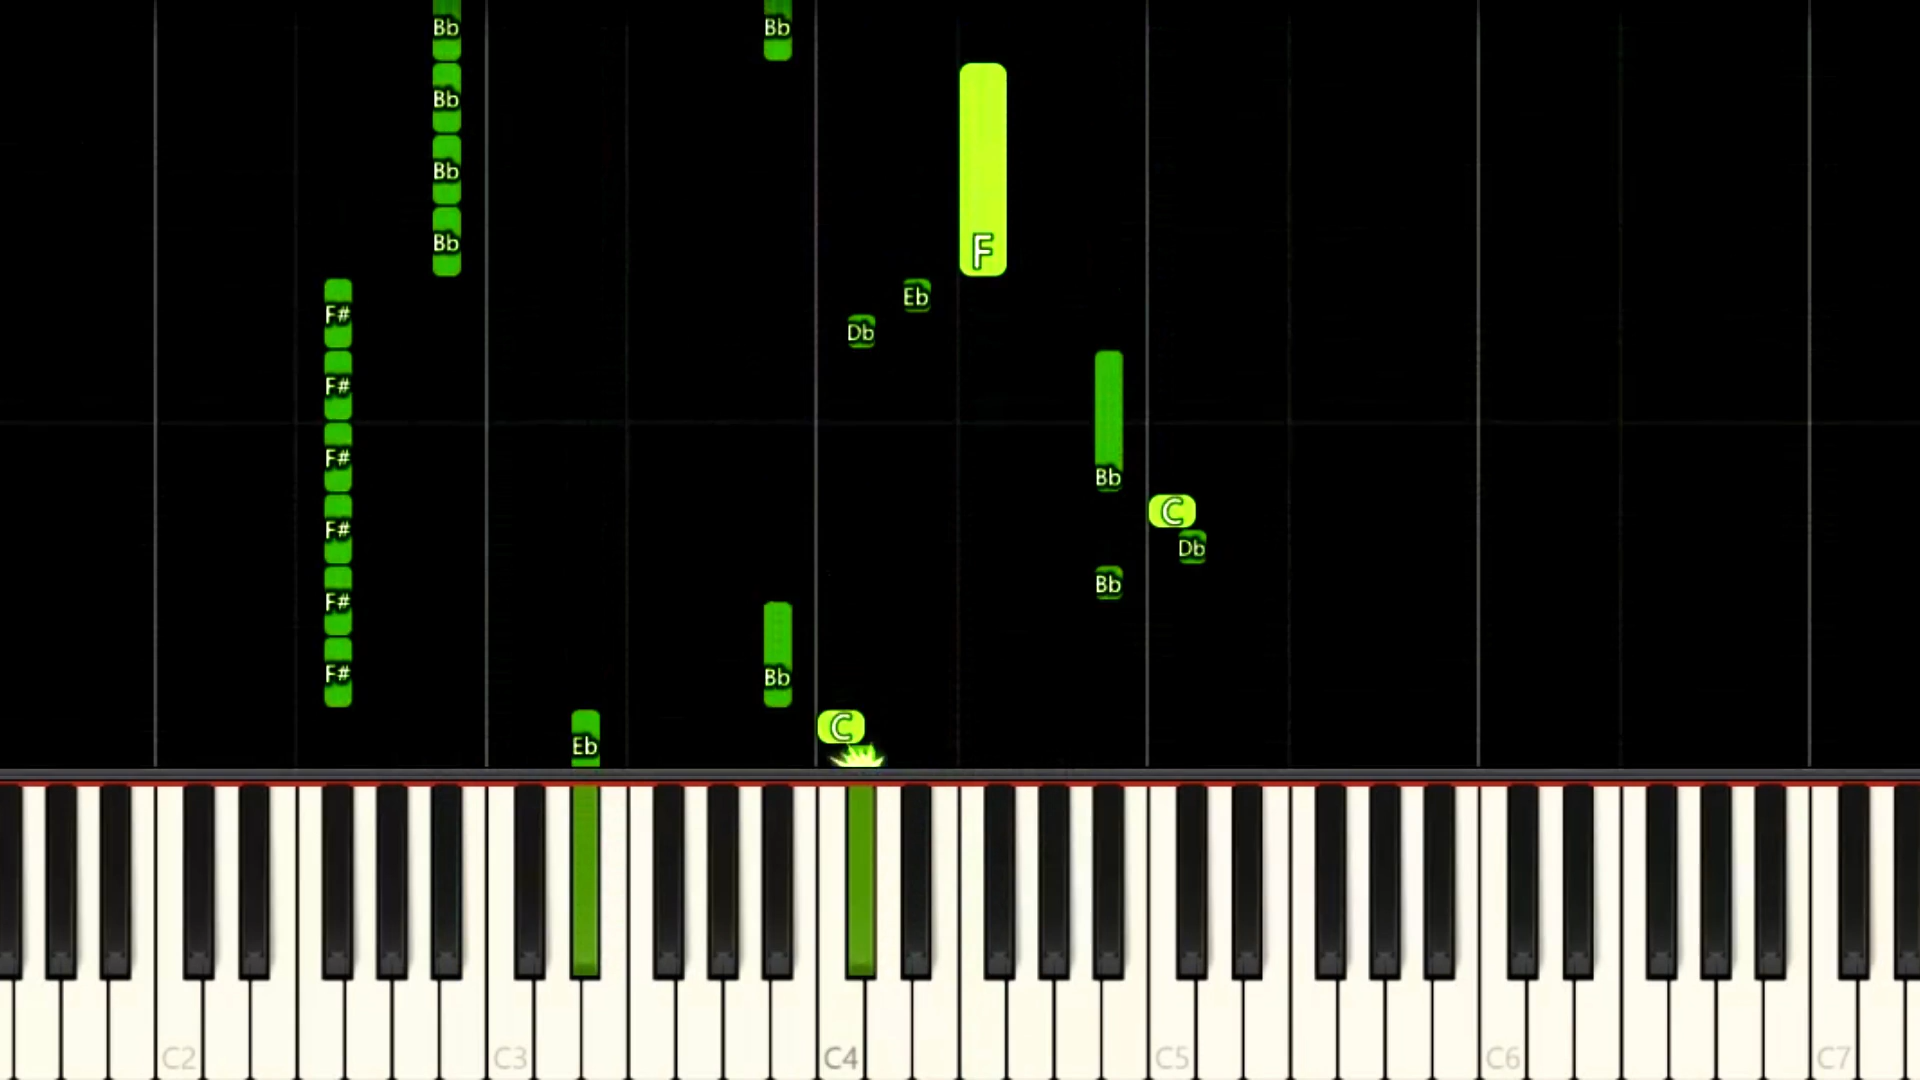 Bb Bb
Bb
Bb
Bb F
Eb
F# Db
F#
F# Bb
F# C
Db
F# Bb
F# Bb
Eb C
C2 C3 C4 C5 C6 C7